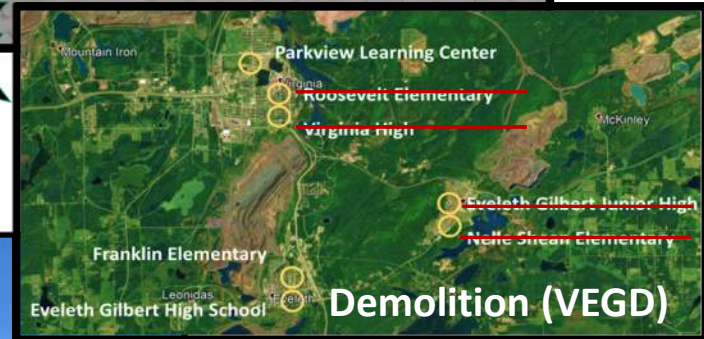 Mountain Iron
Parkview Learning Center
Virginia
Roosevelt Elementary
Virginia High
McKinley
Eveleth Gilbert Junior High
Nelle Shean Elementary
Franklin Elementary
Leonidas
Eveleth
Eveleth Gilbert High School
Demolition (VEGD)